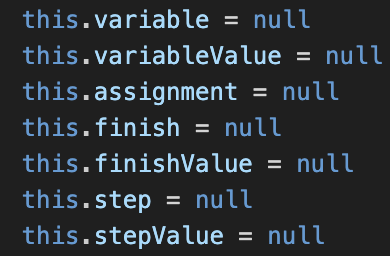 this.variable = null
this.variableValue = null
this.assignment = null
this.finish = null
this.finishValue = null
this.step = null
this.stepValue = null